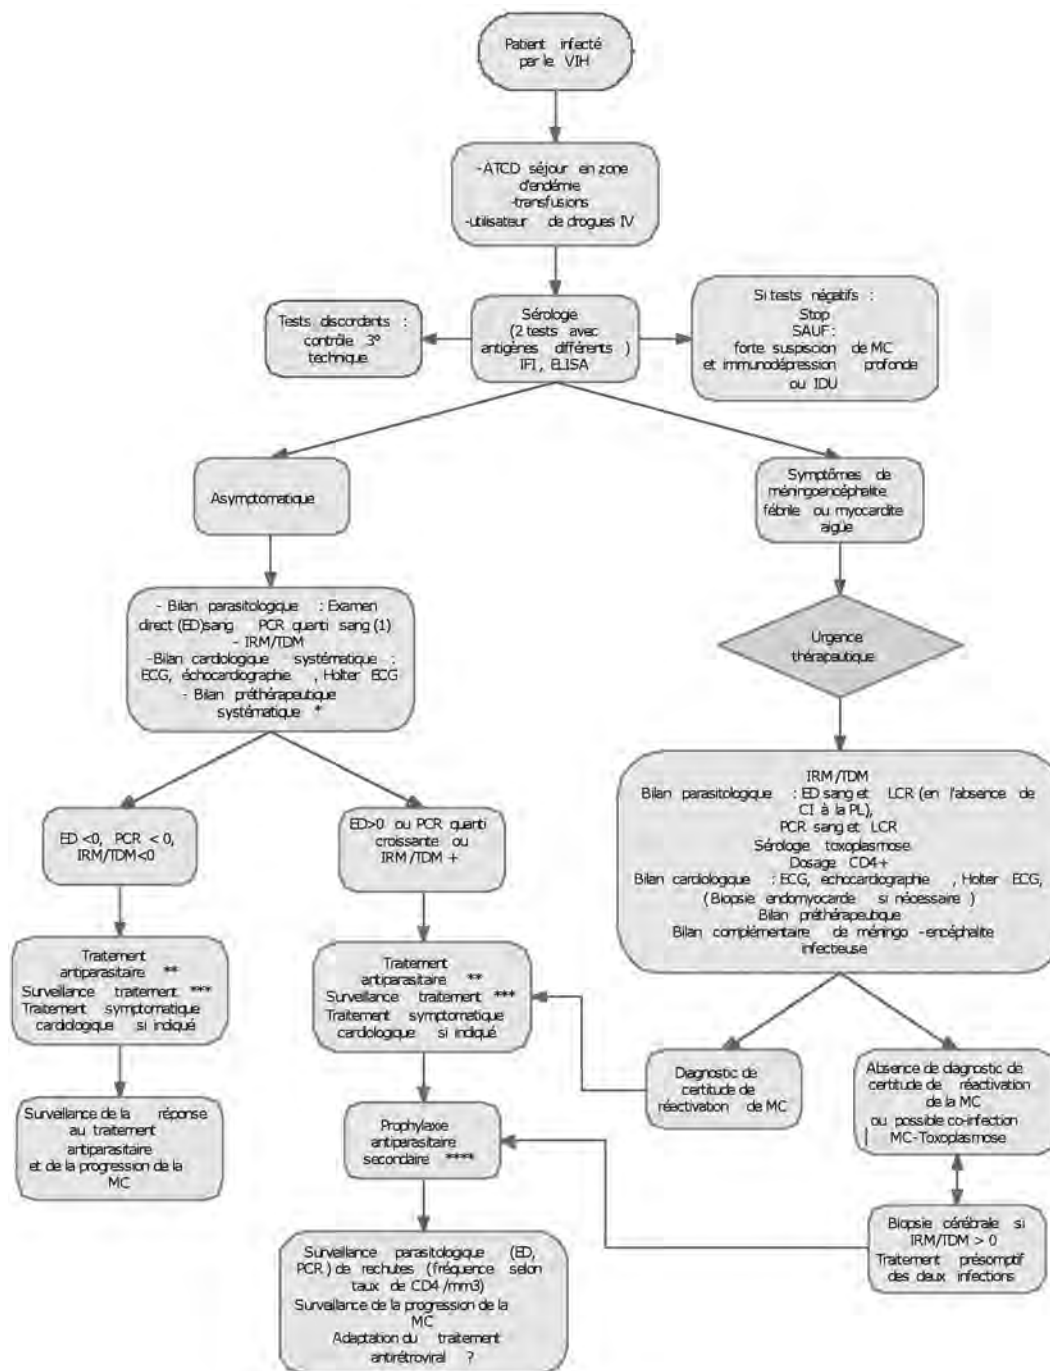 Patient infecté
par le VIH
-ATCD séjour en zone
d'endémie
-transfusions
-utilisateur de drogues IV
Tests discordants :
contrôle 3°
technique
Sérologie
(2 tests avec
antigènes différents )
IFI , ELISA
Si tests négatifs :
Stop
SAUF :
forte suspiscion de MC
et immunodépression profonde
ou IDU
Asymptomatique
Symptômes de
méningoencéphalite
fébrile ou myocardite
aigüe
- Bilan parasitologique : Examen
direct (ED)sang PCR quanti sang (1)
- IRM/TDM
-Bilan cardiologique systématique :
ECG, échocardiographie , Holter ECG
- Bilan préthérapeutique
systématique *
Urgence
thérapeutique
IRM /TDM
Bilan parasitologique : ED sang et LCR (en l'absence de
CI à la PL),
PCR sang et LCR
Sérologie toxoplasmose
Dosage CD4+
Bilan cardiologique : ECG, echocardiographie , Holter ECG,
( Biopsie endomyocarde si nécessaire )
Bilan préthérapeutique
Bilan complémentaire de méningo -encéphalite
infectieuse
ED <0, PCR < 0,
IRM/TDM<0
ED>0 ou PCR quanti
croissante ou
IRM /TDM +
Traitement
antiparasitaire **
Surveillance traitement ***
Traitement symptomatique
cardiologique si indiqué
Traitement
antiparasitaire **
Surveillance traitement ***
Traitement symptomatique
cardiologique si indiqué
Diagnostic de
certitude de
réactivation de MC
Absence de diagnostic de
certitude de réactivation
de la MC
ou possible co-infection
MC-Toxoplasmose
Surveillance de la réponse
au traitement
antiparasitaire
et de la progression de la
MC
Prophylaxie
antiparasitaire
secondaire ****
Biopsie cérébrale si
IRM/TDM > 0
Traitement présomptif
des deux infections
Surveillance parasitologique (ED,
PCR ) de rechutes (fréquence selon
taux de CD4 /mm3)
Surveillance de la progression de la
MC
Adaptation du traitement
antirétroviral ?